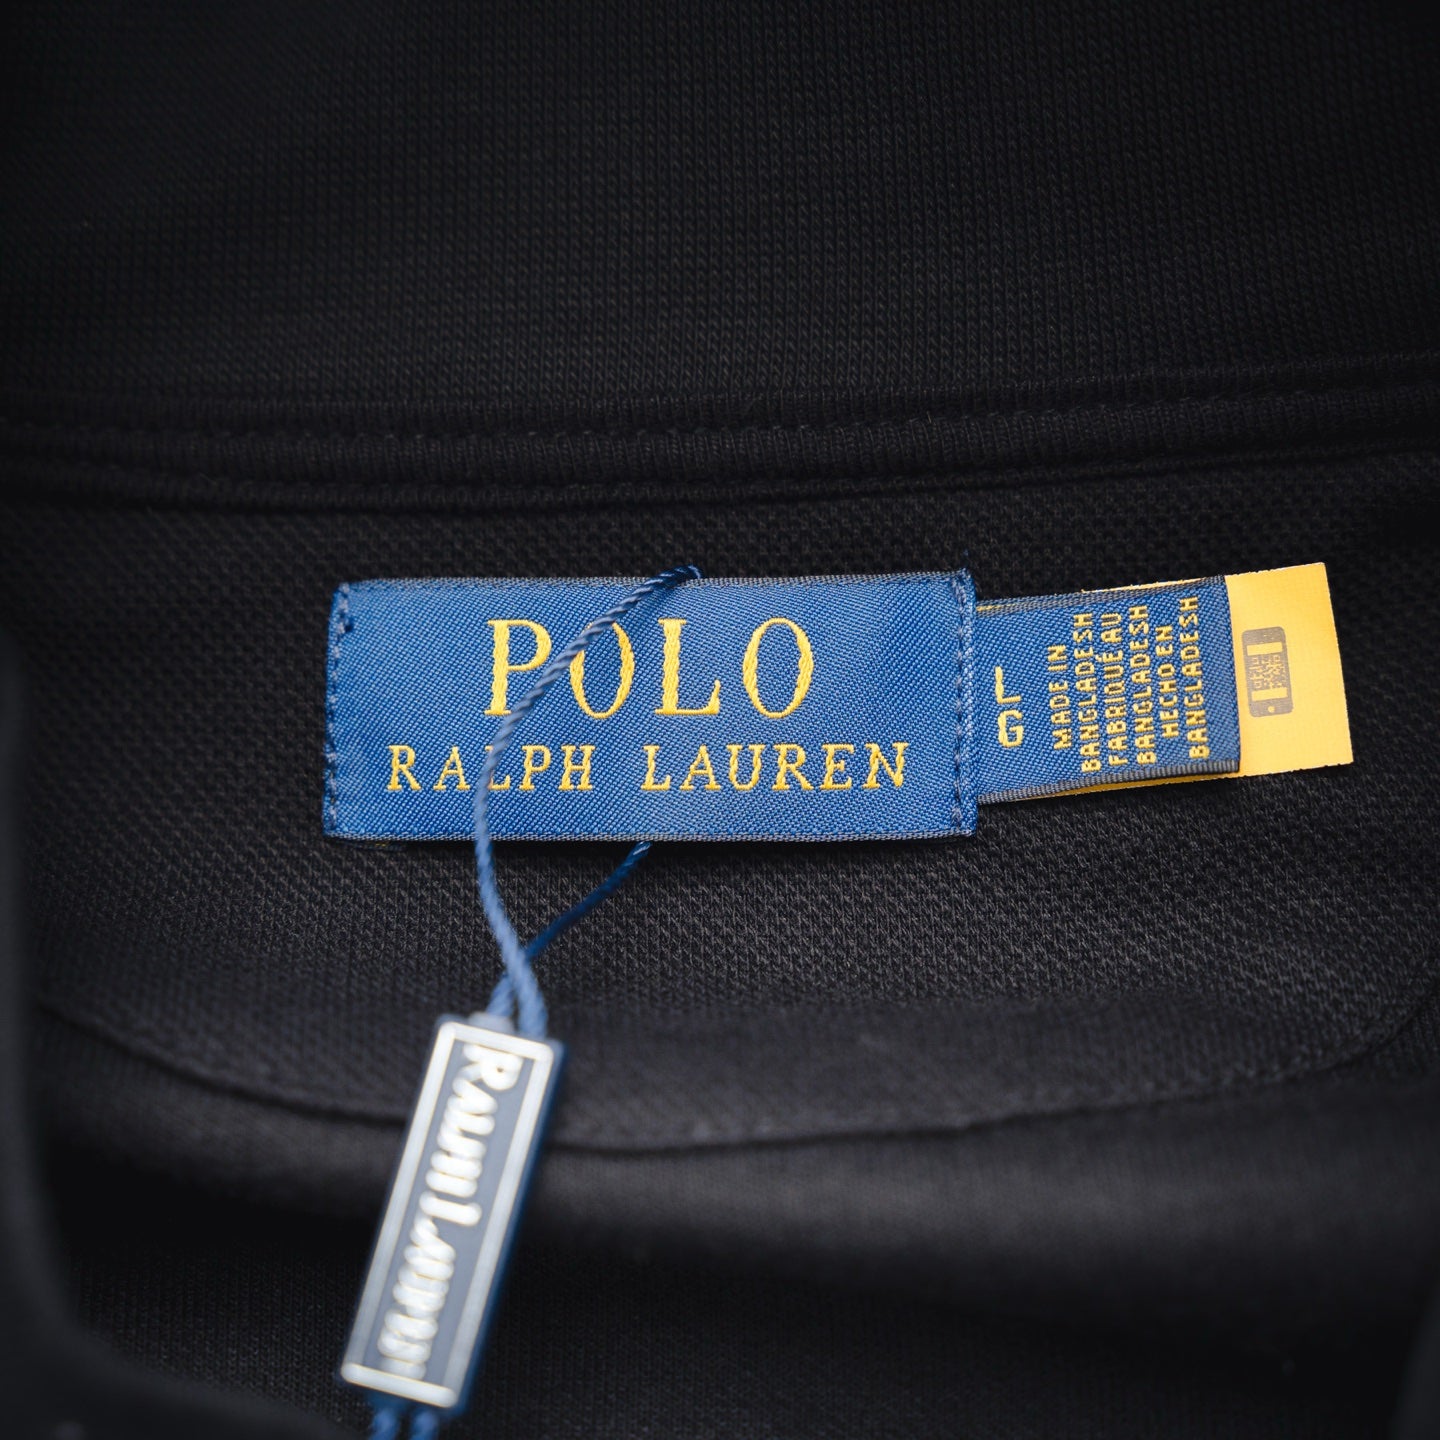 POLO
RALPH LAUREN
L
G
MADE IN
BANGLADESH
FABRIQUÉ AU
BANGLADESH
HECHO EN
BANGLADESH